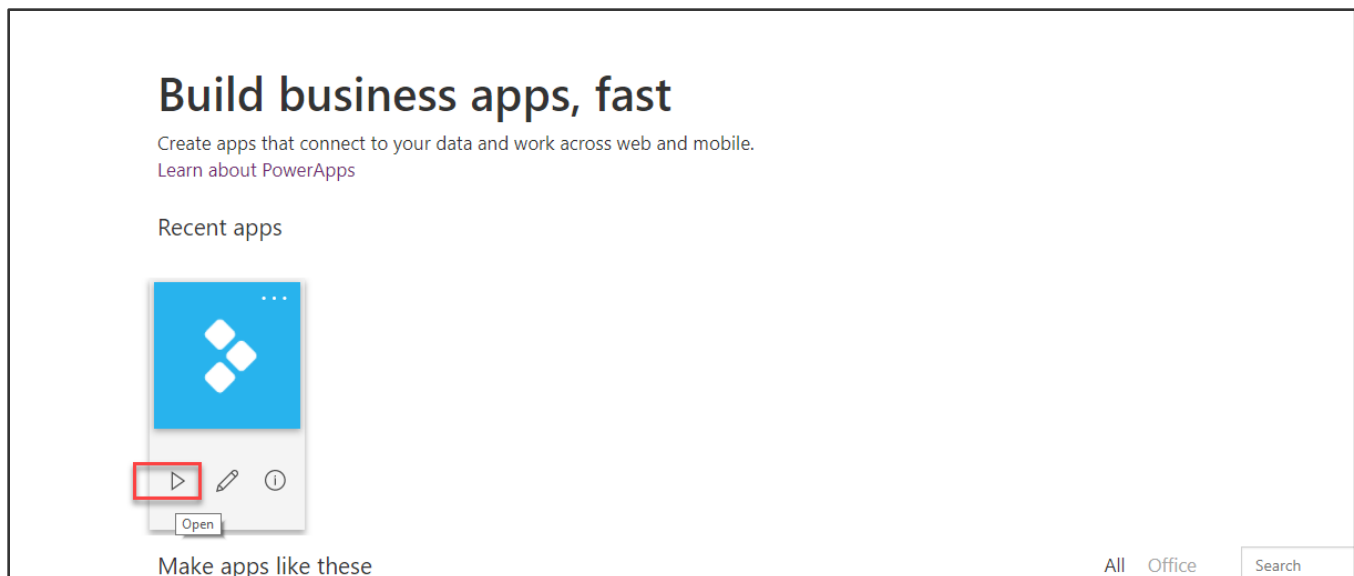 Build business apps, fast
Create apps that connect to your data and work across web and mobile.
Learn about PowerApps
Recent apps
Open
Make apps like these
All Office Search